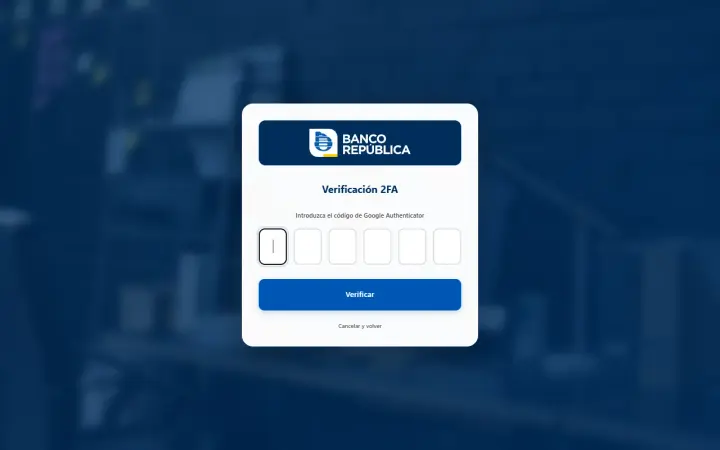 BANCO
REPÚBLICA
Verificación 2FA
Introduzca el código de Google Authenticator
Verificar
Cancelar y volver